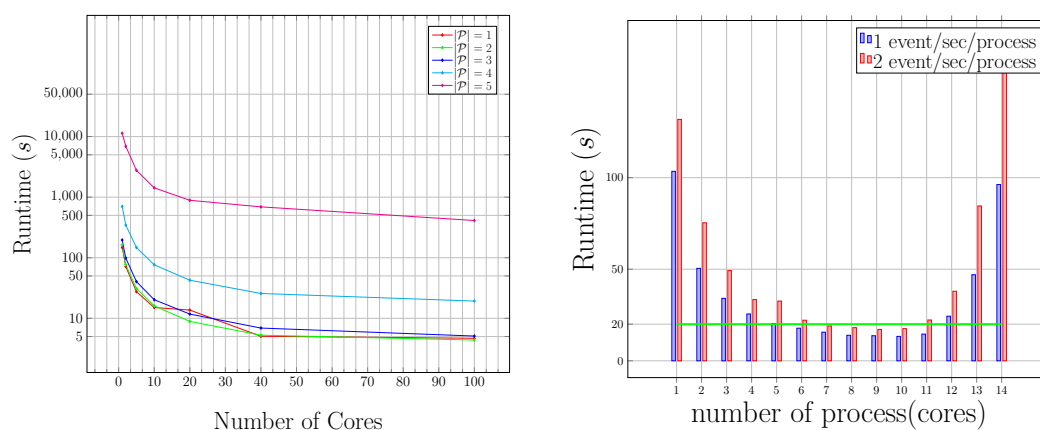 |𝒫| = 1
|𝒫| = 2
|𝒫| = 3
|𝒫| = 4
|𝒫| = 5
50,000
10,000
5,000
1,000
500
100
50
10
5
Runtime (s)
0 10 20 30 40 50 60 70 80 90 100
Number of Cores
1 event/sec/process
2 event/sec/process
100
50
20
0
Runtime (s)
1 2 3 4 5 6 7 8 9 10 11 12 13 14
number of process(cores)